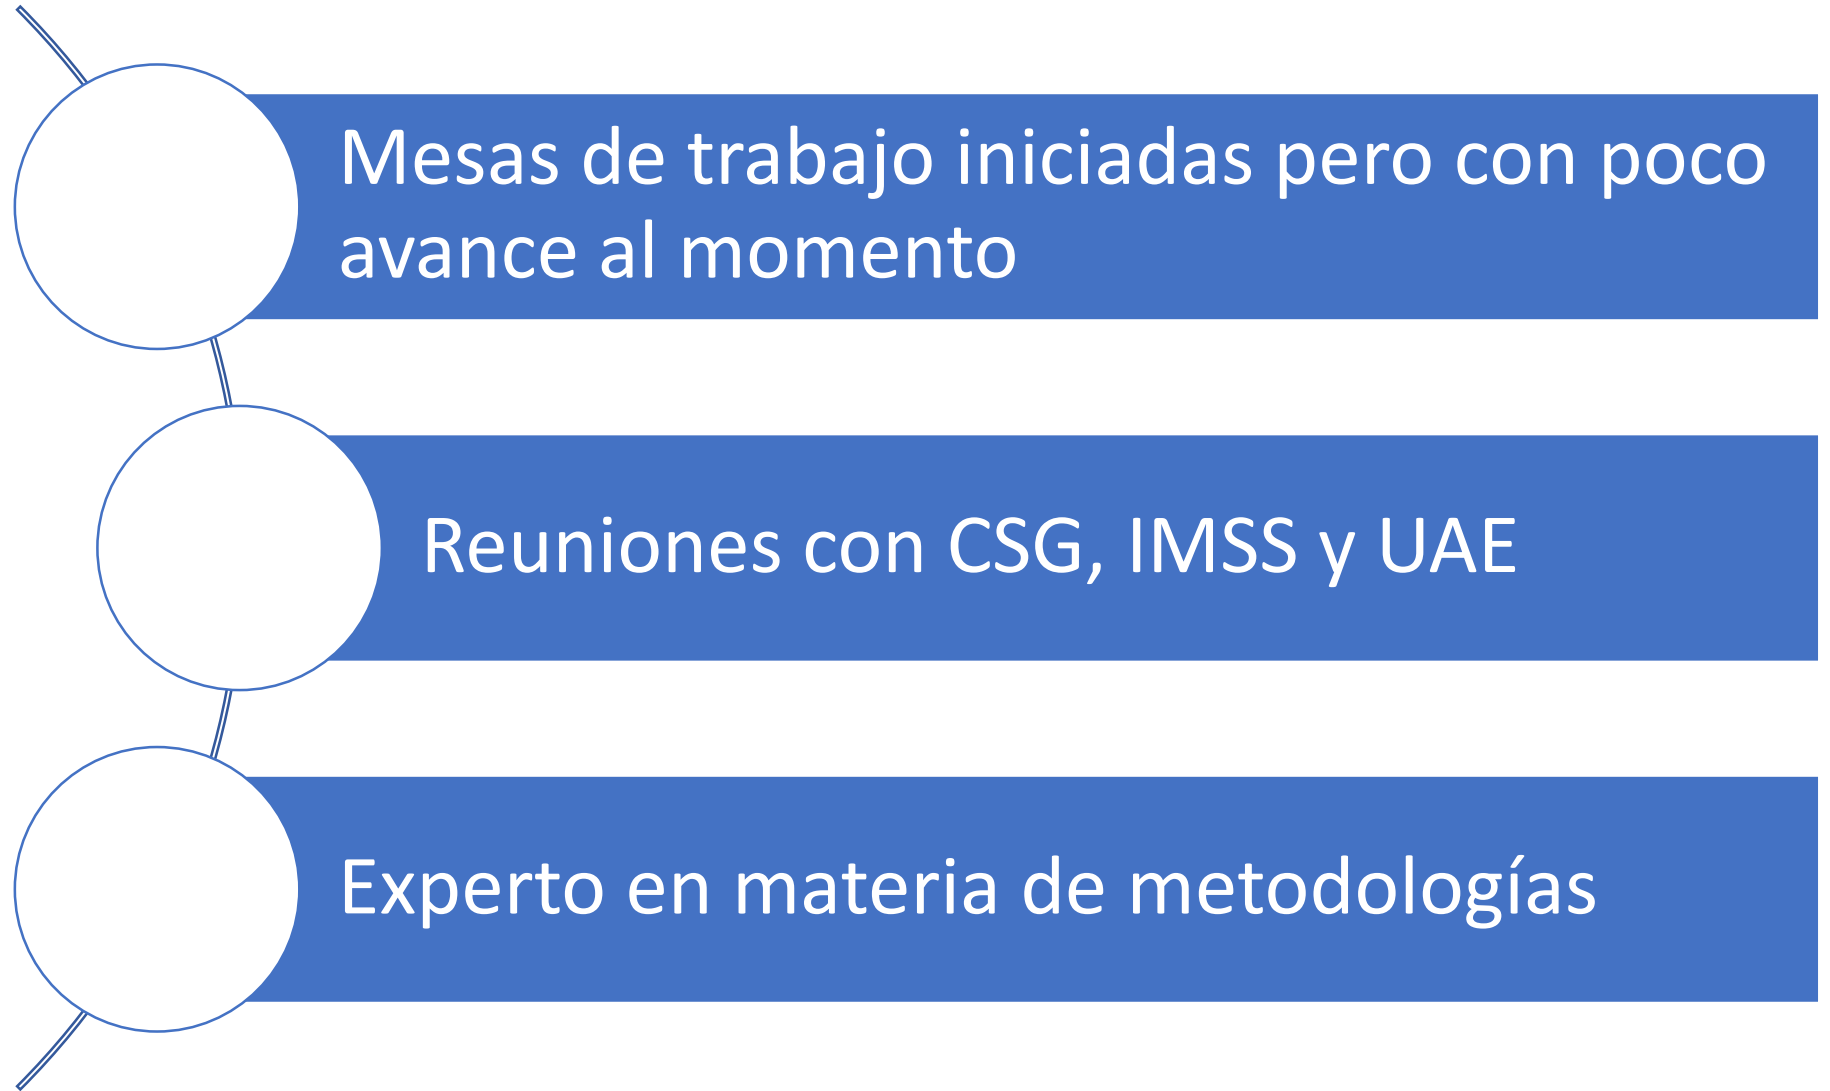 Mesas de trabajo iniciadas pero con poco
avance al momento
Reuniones con CSG, IMSS y UAE
Experto en materia de metodologías